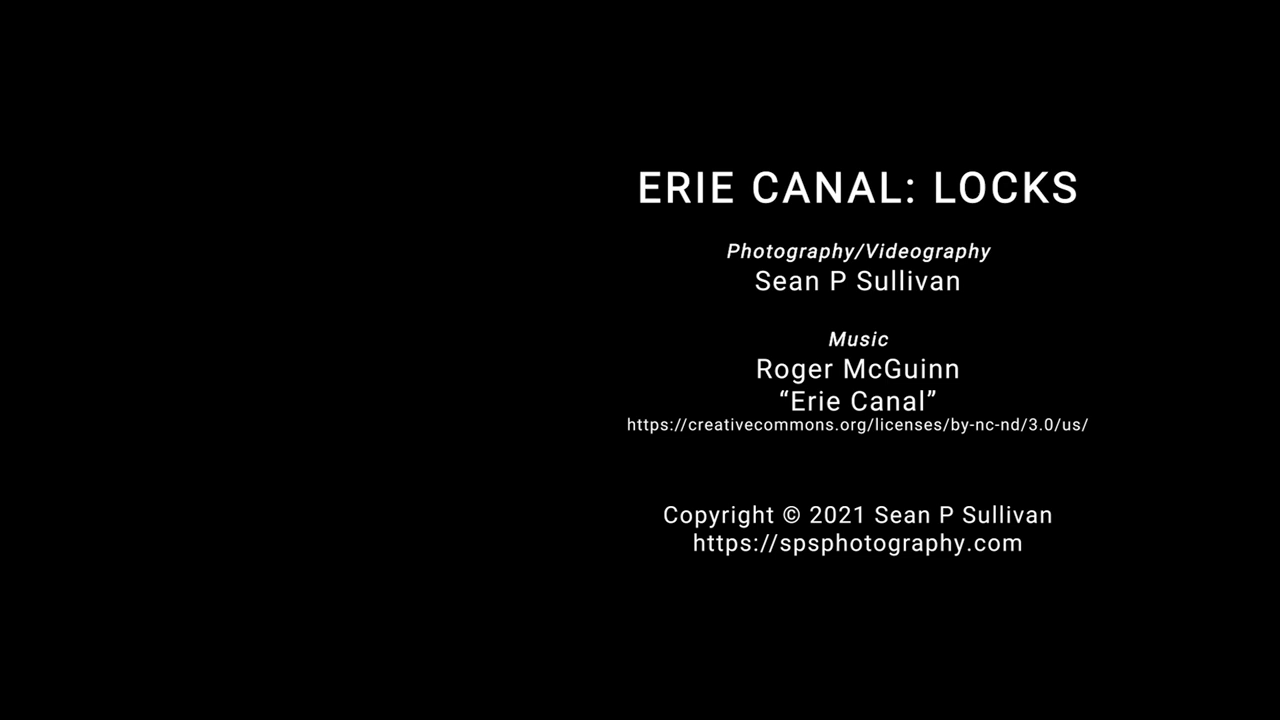 ERIE CANAL: LOCKS
Photography/Videography
Sean P Sullivan
Music
Roger McGuinn
“Erie Canal”
https://creativecommons.org/licenses/by-nc-nd/3.0/us/
Copyright © 2021 Sean P Sullivan
https://spsphotography.com